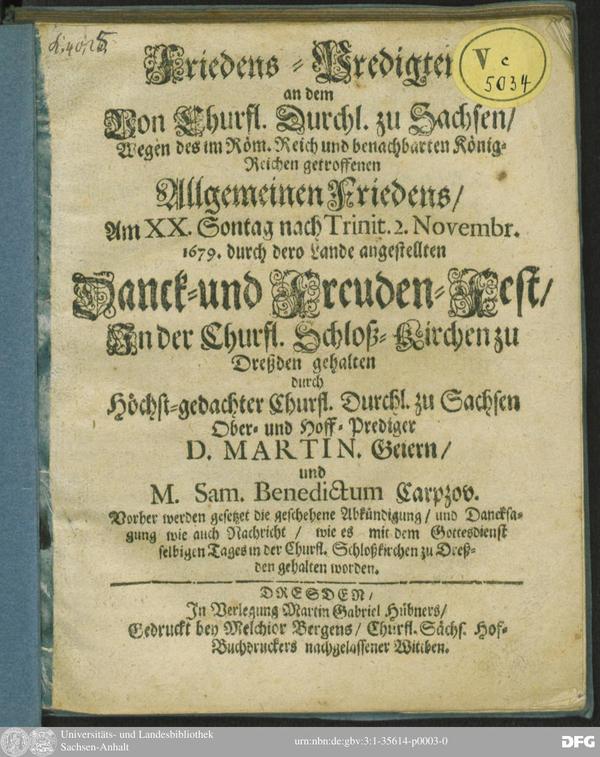 Friedens-Predigten
V c
5034
an dem
Von Churfl. Durchl. zu Sachsen/
Wegen des im Röm. Reich und benachbarten König-
Reichen getroffenen
Allgemeinen Friedens/
Am XX. Sontag nach Trinit. 2. Novembr.
1679. durch dero Lande angestellten
Danck-und Freuden-Fest/
In der Churfl. Schloß-Kirchen zu
Dreßden gehalten
durch
Höchst-gedachter Churfl. Durchl. zu Sachsen
Ober- und Hoff-Prediger
D. MARTIN. Geiern/
und
M. Sam. Benedictum Carpzov.
Vorher werden gesetzet die geschehene Abkündigung/ und Dancksa-
gung wie auch Nachricht/ wie es mit dem Gottesdienst
selbigen Tages in der Churfl. Schloßkirchen zu Dreß-
den gehalten worden.
DRESDEN/
In Verlegung Martin Gabriel Hübners/
Gedruckt bey Melchior Bergens/ Churfl. Sächs. Hof-
Buchdruckers nachgelassener Wittben.
Universitäts- und Landesbibliothek
Sachsen-Anhalt
urn:nbn:de:gbv:3:1-35614-p0003-0
DFG